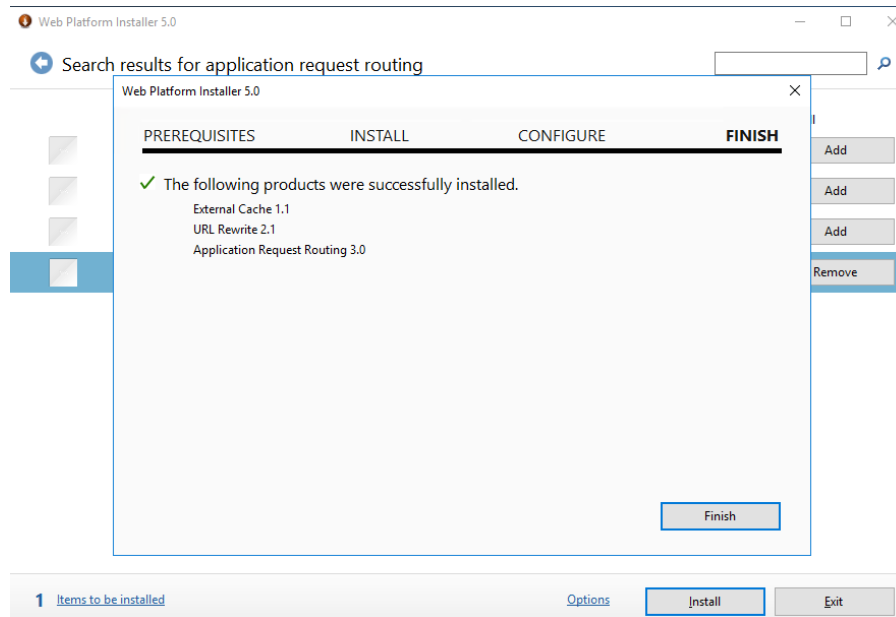 Web Platform Installer 5.0
Search results for application request routing
Web Platform Installer 5.0
PREREQUISITES INSTALL CONFIGURE FINISH
The following products were successfully installed.
External Cache 1.1
URL Rewrite 2.1
Application Request Routing 3.0
Add
Add
Add
Remove
Finish
1 Items to be installed Options Install Exit